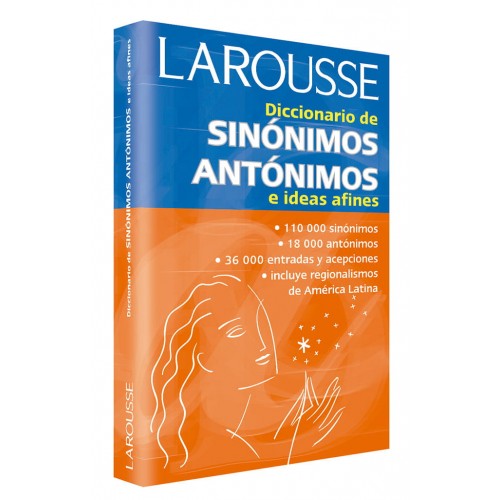 LAROUSSE
Diccionario de
SINÓNIMOS
ANTÓNIMOS
e ideas afines
• 110 000 sinónimos
• 18 000 antónimos
• 36 000 entradas y acepciones
• incluye regionalismos
de América Latina
Diccionario de SINÓNIMOS ANTÓNIMOS e ideas afines
LAROUSSE